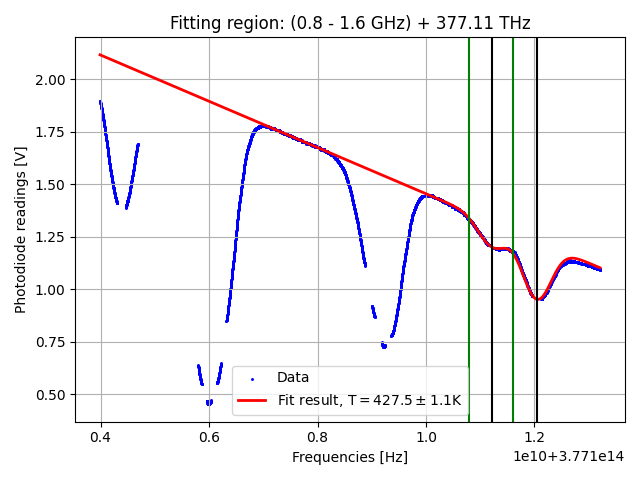 Fitting region: (0.8 - 1.6 GHz) + 377.11 THz
Photodiode readings [V]
2.00
1.75
1.50
1.25
1.00
0.75
0.50
Data
Fit result, T = 427.5 ± 1.1K
0.4 0.6 0.8 1.0 1.2
Frequencies [Hz]
1e10+3.771e14